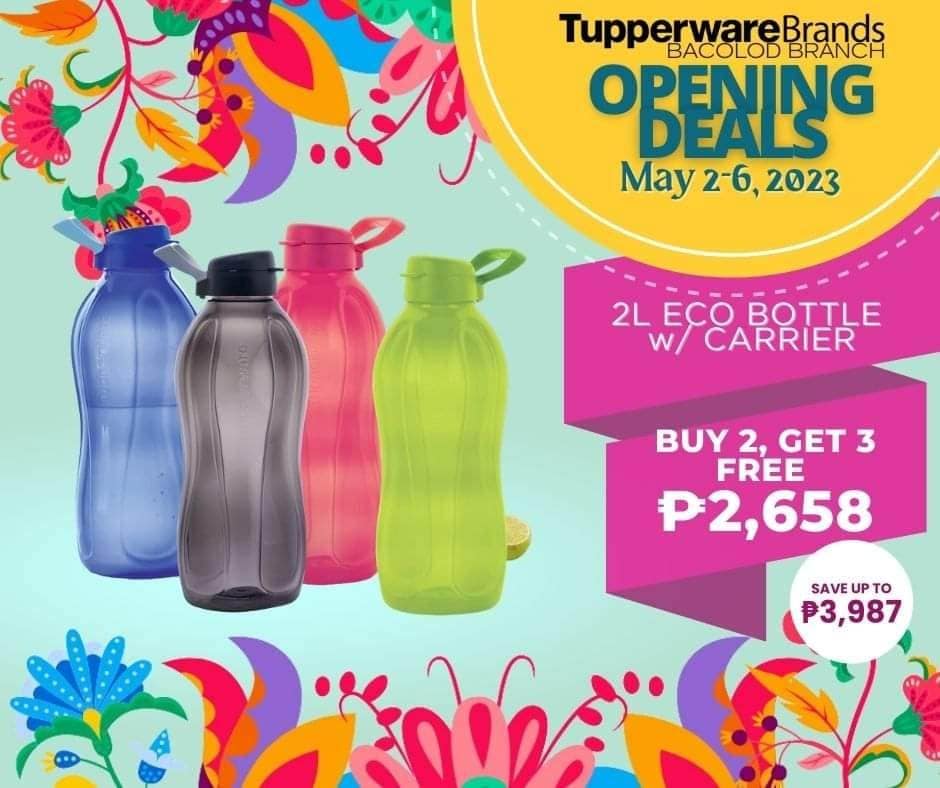 TupperwareBrands
BACOLOD BRANCH
OPENING
DEALS
May 2-6, 2023
2L ECO BOTTLE
w/ CARRIER
BUY 2, GET 3
FREE
₱2,658
SAVE UP TO
₱3,987